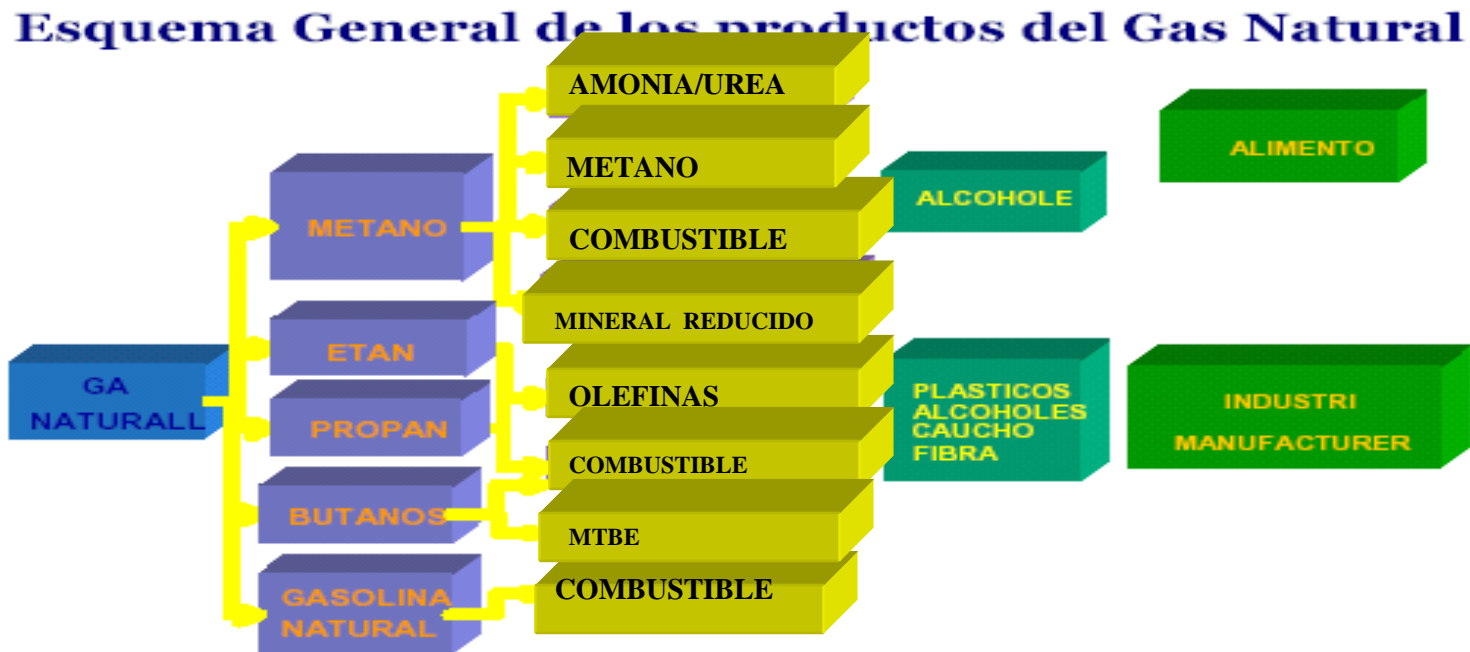 Esquema General de los productos del Gas Natural
AMONIA/UREA
METANO
COMBUSTIBLE
MINERAL REDUCIDO
OLEFINAS
COMBUSTIBLE
MTBE
COMBUSTIBLE
METANO
ETAN
PROPAN
BUTANOS
GASOLINA
NATURAL
GA
NATURALL
ALCOHOLE
PLASTICOS
ALCOHOLES
CAUCHO
FIBRA
ALIMENTO
INDUSTRI
MANUFACTURER